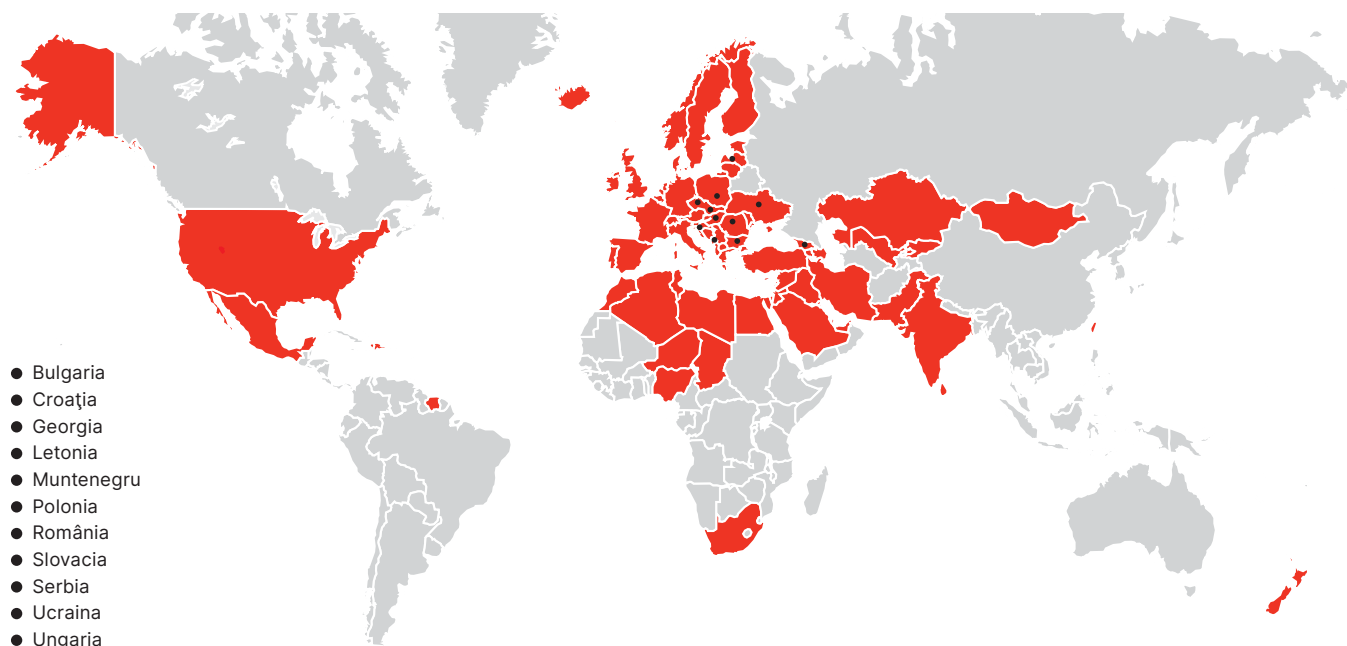 Bulgaria
Croaţia
Georgia
Letonia
Muntenegru
Polonia
România
Slovacia
Serbia
Ucraina
Ungaria